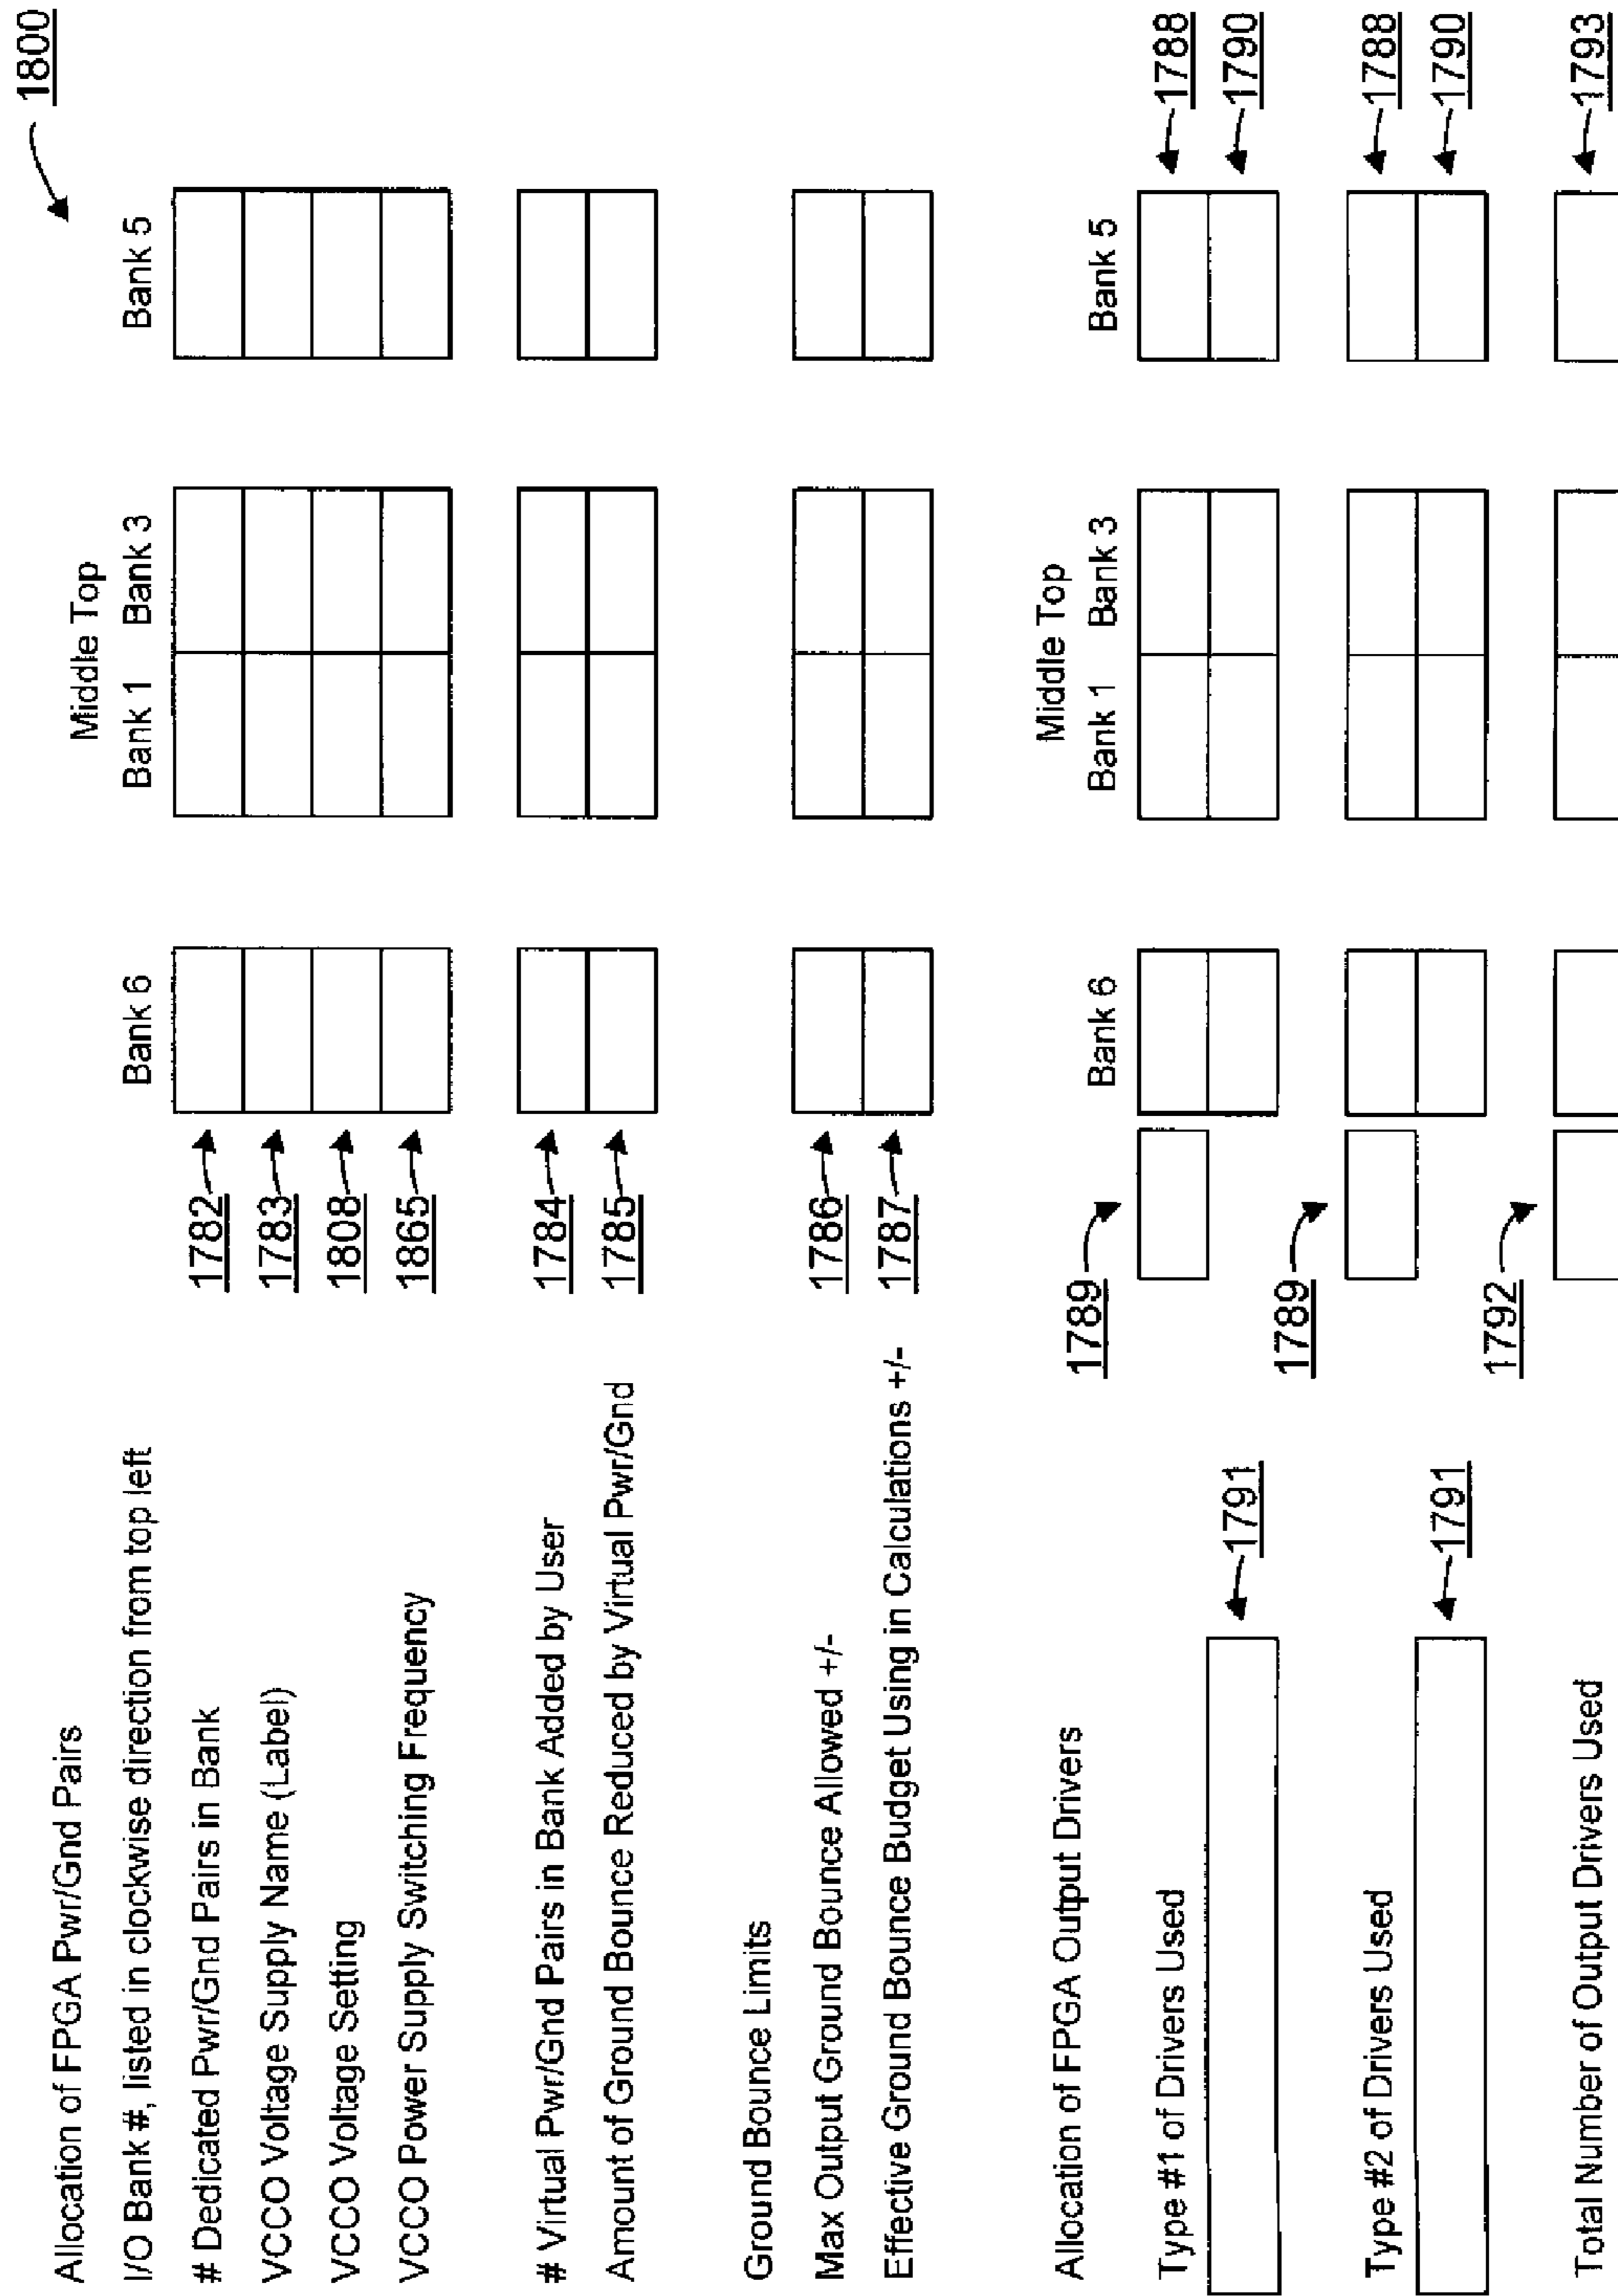 1800
Allocation of FPGA Pwr/Gnd Pairs
Middle Top
I/O Bank #, listed in clockwise direction from top left
Bank 6 Bank 1 Bank 3 Bank 5
# Dedicated Pwr/Gnd Pairs in Bank 1782
VCCO Voltage Supply Name (Label) 1783
VCCO Voltage Setting 1808
VCCO Power Supply Switching Frequency 1865
# Virtual Pwr/Gnd Pairs in Bank Added by User 1784
Amount of Ground Bounce Reduced by Virtual Pwr/Gnd 1785
Ground Bounce Limits
Max Output Ground Bounce Allowed +/- 1786
Effective Ground Bounce Budget Using in Calculations +/- 1787
Middle Top
Allocation of FPGA Output Drivers 1789 Bank 6 Bank 1 Bank 3 Bank 5
Type #1 of Drivers Used 1788
1791 1790
1789
Type #2 of Drivers Used 1788
1791 1790
1792
Total Number of Output Drivers Used 1793